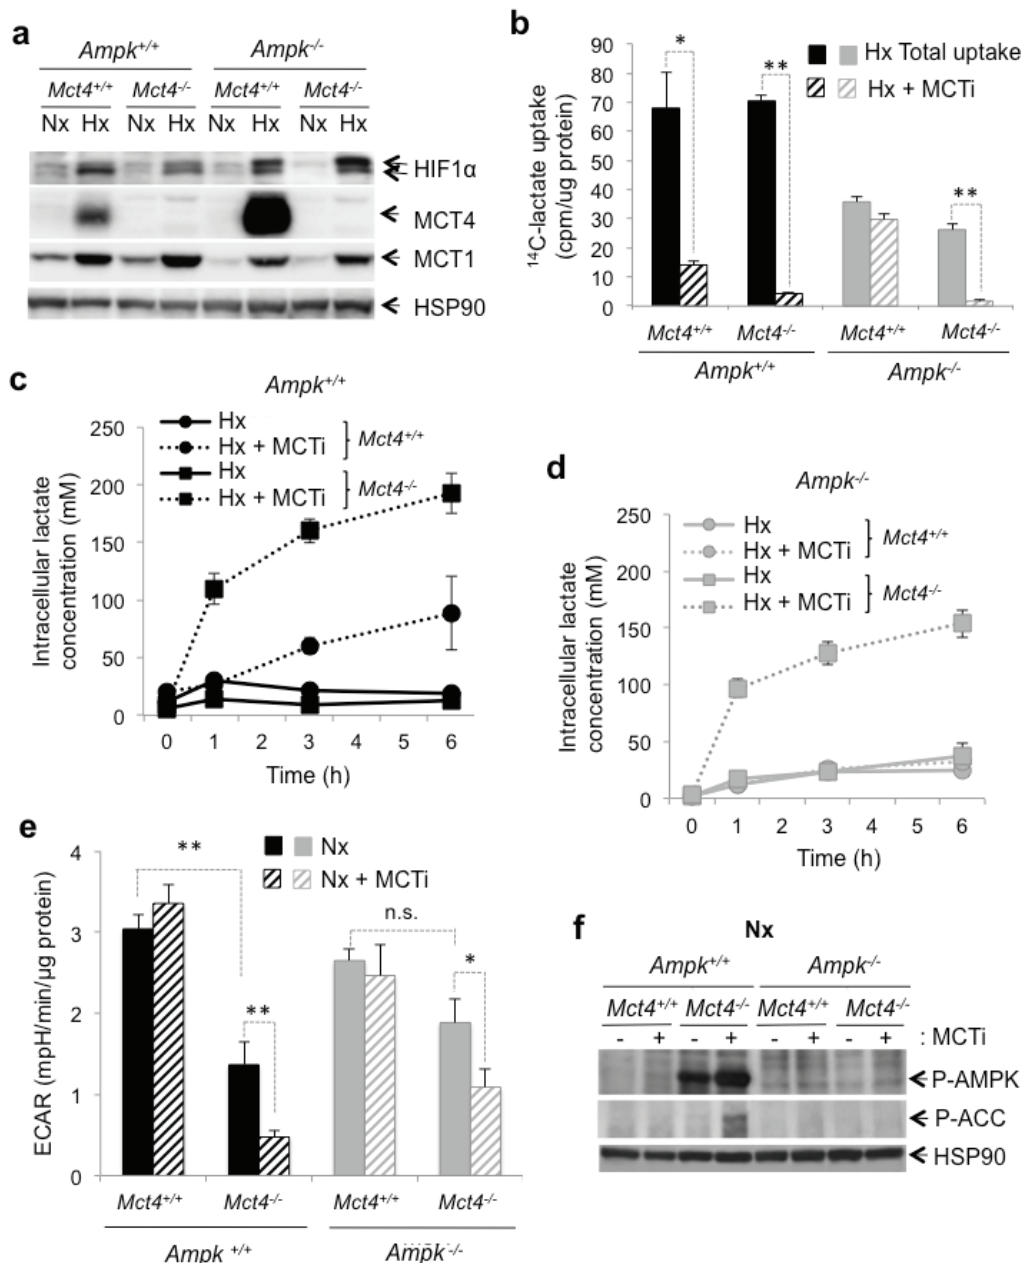 a
Ampk+/+ Ampk-/-
Mct4+/+ Mct4-/- Mct4+/+ Mct4-/-
Nx Hx Nx Hx Nx Hx Nx Hx
HIF1α
MCT4
MCT1
HSP90
b
90
80
70
60
50
40
30
20
10
0
14C-lactate uptake
(cpm/ug protein)
Hx Total uptake
Hx + MCTi
* ** **
Mct4+/+ Mct4-/- Mct4+/+ Mct4-/-
Ampk+/+ Ampk-/-
c
Ampk+/+
250
200
150
100
50
0
Intracellular lactate
concentration (mM)
Hx
Hx + MCTi
Mct4+/+
Hx
Hx + MCTi
Mct4-/-
0 1 2 3 4 5 6
Time (h)
d
Ampk-/-
250
200
150
100
50
0
Intracellular lactate
concentration (mM)
Hx
Hx + MCTi
Mct4+/+
Hx
Hx + MCTi
Mct4-/-
0 1 2 3 4 5 6
Time (h)
e
4
3
2
1
0
ECAR (mpH/min/µg protein)
Nx
Nx + MCTi
** ** n.s. *
Mct4+/+ Mct4-/- Mct4+/+ Mct4-/-
Ampk +/+ Ampk-/-
f
Nx
Ampk+/+ Ampk-/-
Mct4+/+ Mct4-/- Mct4+/+ Mct4-/-
- + - + - + - + : MCTi
P-AMPK
P-ACC
HSP90